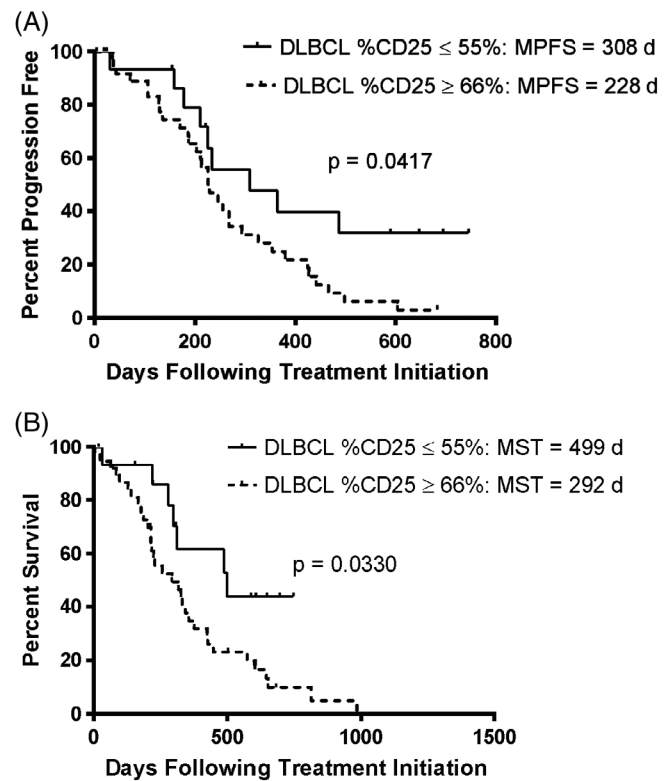 (A)
DLBCL %CD25 ≤ 55%: MPFS = 308 d
DLBCL %CD25 ≥ 66%: MPFS = 228 d
p = 0.0417
Percent Progression Free
100
80
60
40
20
0
0 200 400 600 800
Days Following Treatment Initiation
(B)
DLBCL %CD25 ≤ 55%: MST = 499 d
DLBCL %CD25 ≥ 66%: MST = 292 d
p = 0.0330
Percent Survival
100
80
60
40
20
0
0 500 1000 1500
Days Following Treatment Initiation